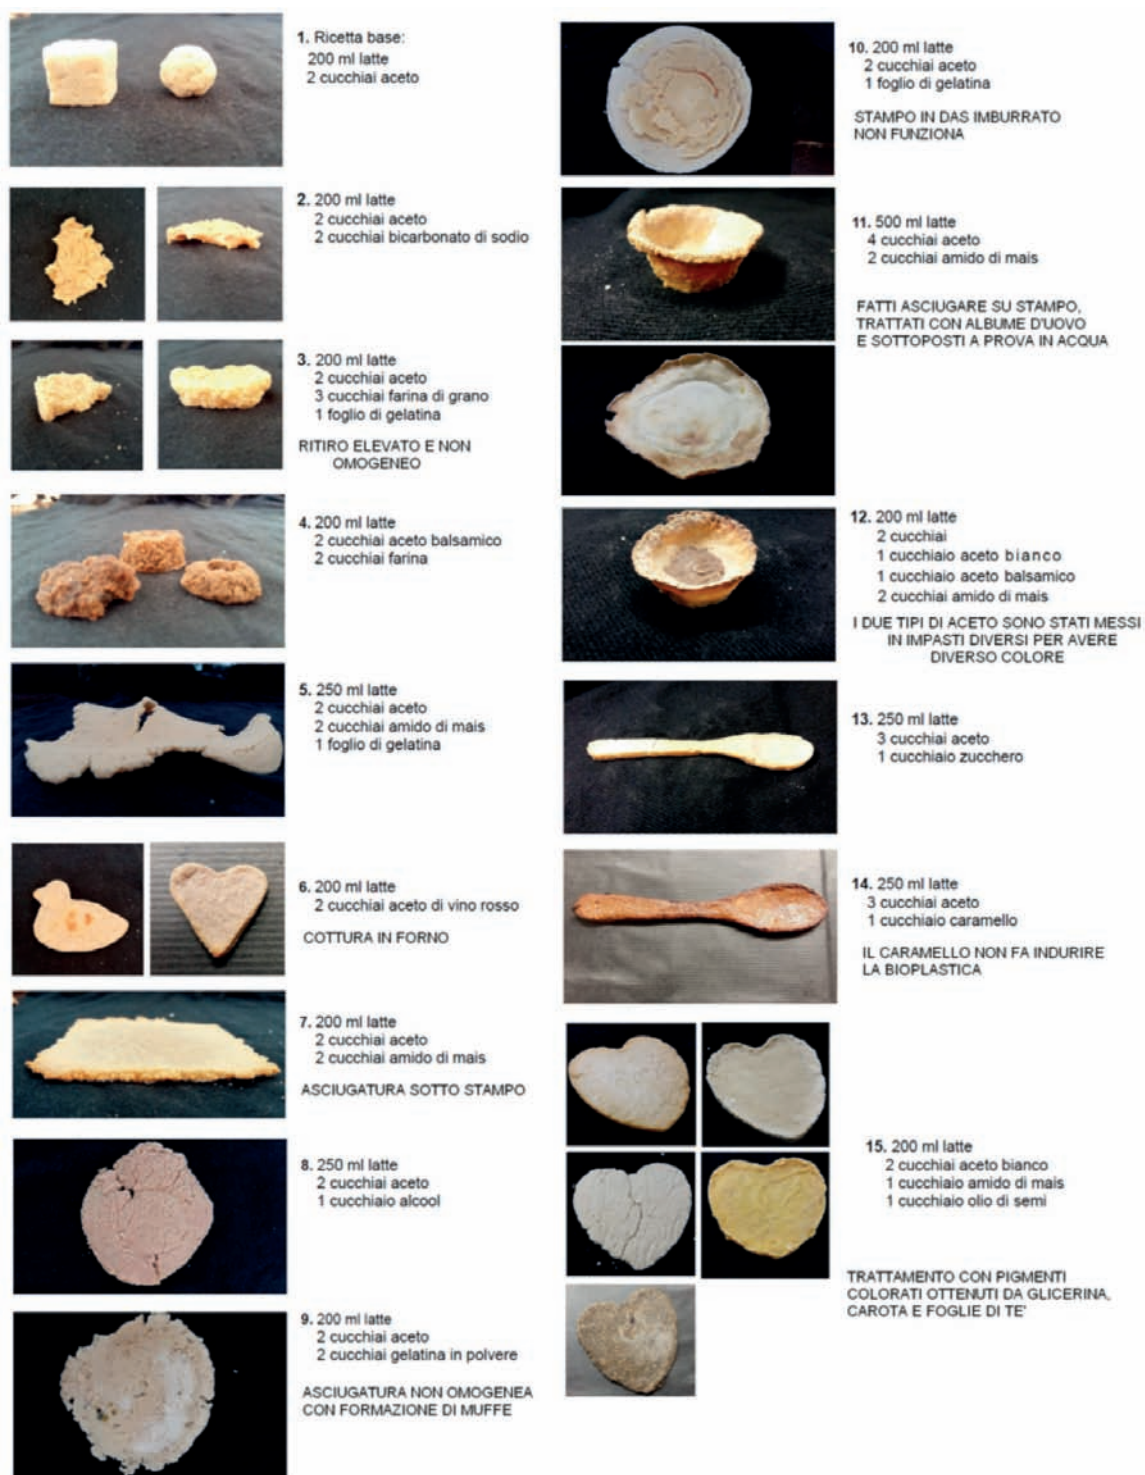 1. Ricetta base:
200 ml latte
2 cucchiai aceto
2. 200 ml latte
2 cucchiai aceto
2 cucchiai bicarbonato di sodio
3. 200 ml latte
2 cucchiai aceto
3 cucchiai farina di grano
1 foglio di gelatina
RITIRO ELEVATO E NON
OMOGENEO
4. 200 ml latte
2 cucchiai aceto balsamico
2 cucchiai farina
5. 250 ml latte
2 cucchiai aceto
2 cucchiai amido di mais
1 foglio di gelatina
6. 200 ml latte
2 cucchiai aceto di vino rosso
COTTURA IN FORNO
7. 200 ml latte
2 cucchiai aceto
2 cucchiai amido di mais
ASCIUGATURA SOTTO STAMPO
8. 250 ml latte
2 cucchiai aceto
1 cucchiaio alcool
9. 200 ml latte
2 cucchiai aceto
2 cucchiai gelatina in polvere
ASCIUGATURA NON OMOGENEA
CON FORMAZIONE DI MUFFE
10. 200 ml latte
2 cucchiai aceto
1 foglio di gelatina
STAMPO IN DAS IMBURRATO
NON FUNZIONA
11. 500 ml latte
4 cucchiai aceto
2 cucchiai amido di mais
FATTI ASCIUGARE SU STAMPO,
TRATTATI CON ALBUME D'UOVO
E SOTTOPOSTI A PROVA IN ACQUA
12. 200 ml latte
2 cucchiai
1 cucchiaio aceto bianco
1 cucchiaio aceto balsamico
2 cucchiai amido di mais
I DUE TIPI DI ACETO SONO STATI MESSI
IN IMPASTI DIVERSI PER AVERE
DIVERSO COLORE
13. 250 ml latte
3 cucchiai aceto
1 cucchiaio zucchero
14. 250 ml latte
3 cucchiai aceto
1 cucchiaio caramello
IL CARAMELLO NON FA INDURIRE
LA BIOPLASTICA
15. 200 ml latte
2 cucchiai aceto bianco
1 cucchiaio amido di mais
1 cucchiaio olio di semi
TRATTAMENTO CON PIGMENTI
COLORATI OTTENUTI DA GLICERINA,
CAROTA E FOGLIE DI TE'